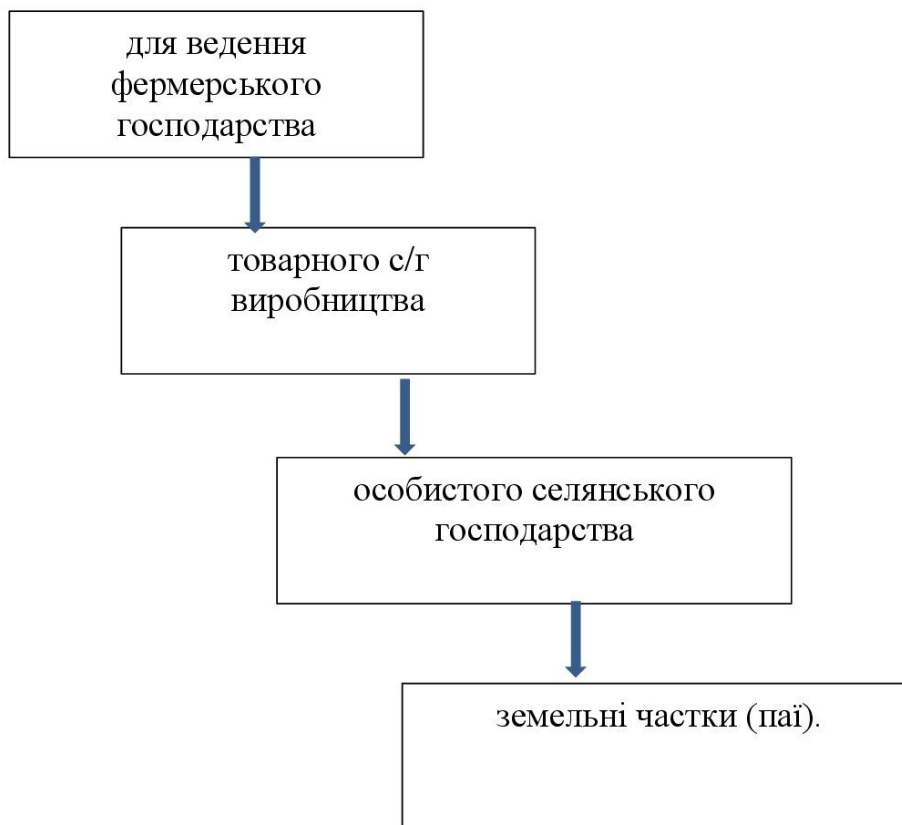 для ведення
фермерського
господарства
товарного с/г
виробництва
особистого селянського
господарства
земельні частки (паї).